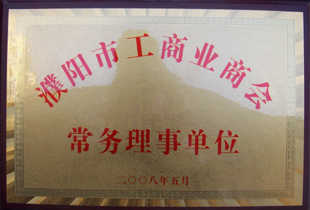 濮阳市工商业商会
常务理事单位
二〇〇八年五月